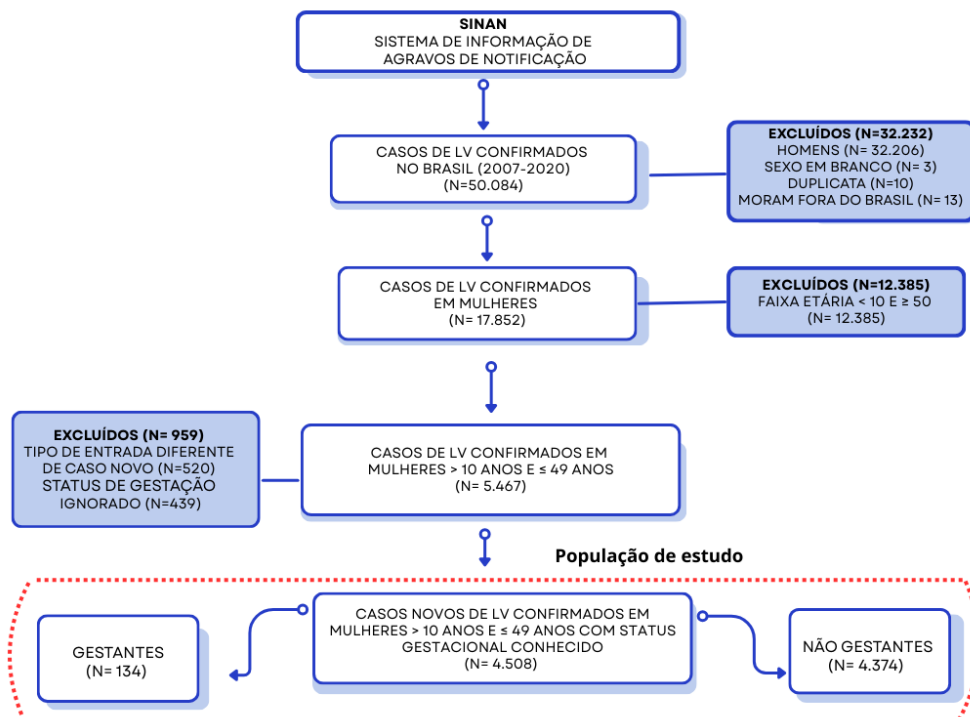 SINAN
SISTEMA DE INFORMAÇÃO DE
AGRAVOS DE NOTIFICAÇÃO
CASOS DE LV CONFIRMADOS
NO BRASIL (2007-2020)
(N=50.084)
EXCLUÍDOS (N=32.232)
HOMENS (N= 32.206)
SEXO EM BRANCO (N= 3)
DUPLICATA (N=10)
MORAM FORA DO BRASIL (N= 13)
CASOS DE LV CONFIRMADOS
EM MULHERES
(N= 17.852)
EXCLUÍDOS (N=12.385)
FAIXA ETÁRIA < 10 E ≥ 50
(N= 12.385)
EXCLUÍDOS (N= 959)
TIPO DE ENTRADA DIFERENTE
DE CASO NOVO (N=520)
STATUS DE GESTAÇÃO
IGNORADO (N=439)
CASOS DE LV CONFIRMADOS EM
MULHERES > 10 ANOS E ≤ 49 ANOS
(N= 5.467)
População de estudo
GESTANTES
(N= 134)
CASOS NOVOS DE LV CONFIRMADOS EM
MULHERES > 10 ANOS E ≤ 49 ANOS COM STATUS
GESTACIONAL CONHECIDO
(N= 4.508)
NÃO GESTANTES
(N= 4.374)